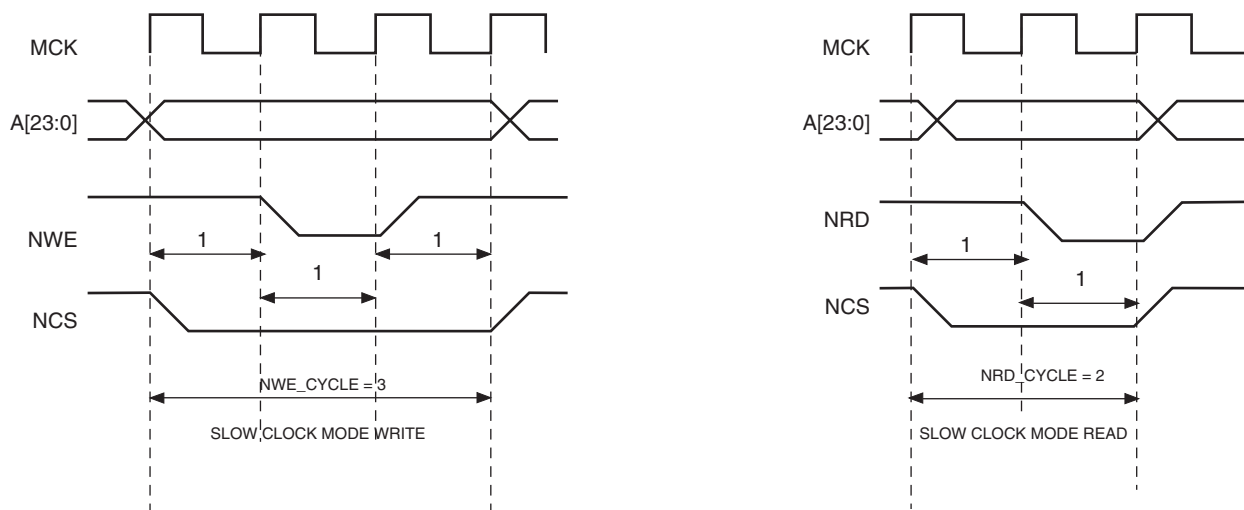 MCK
A[23:0]
NWE
1
1
1
NCS
NWE_CYCLE = 3
SLOW CLOCK MODE WRITE
MCK
A[23:0]
NRD
1
1
NCS
NRD_CYCLE = 2
SLOW CLOCK MODE READ